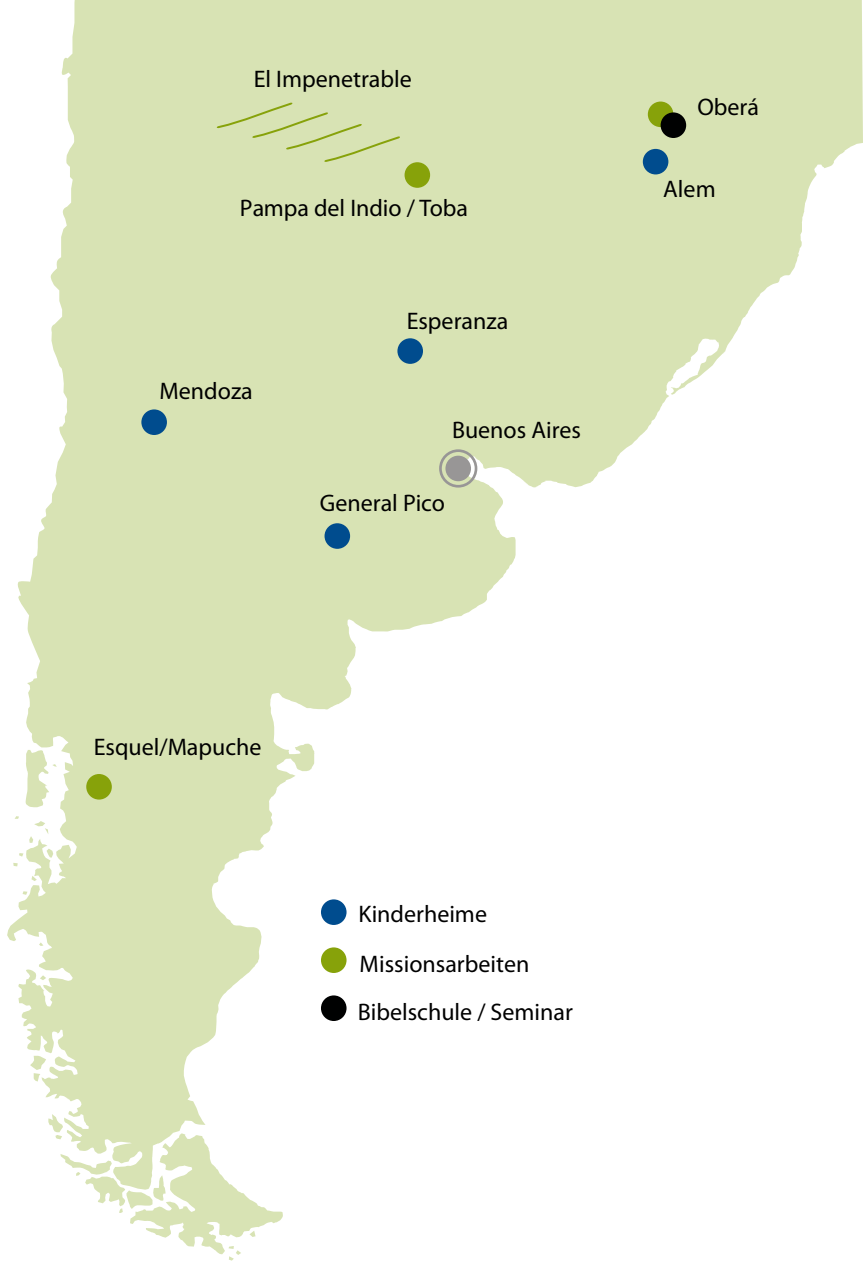 El Impenetrable
Oberá
Alem
Pampa del Indio / Toba
Esperanza
Mendoza
Buenos Aires
General Pico
Esquel/Mapuche
Kinderheime
Missionsarbeiten
Bibelschule / Seminar